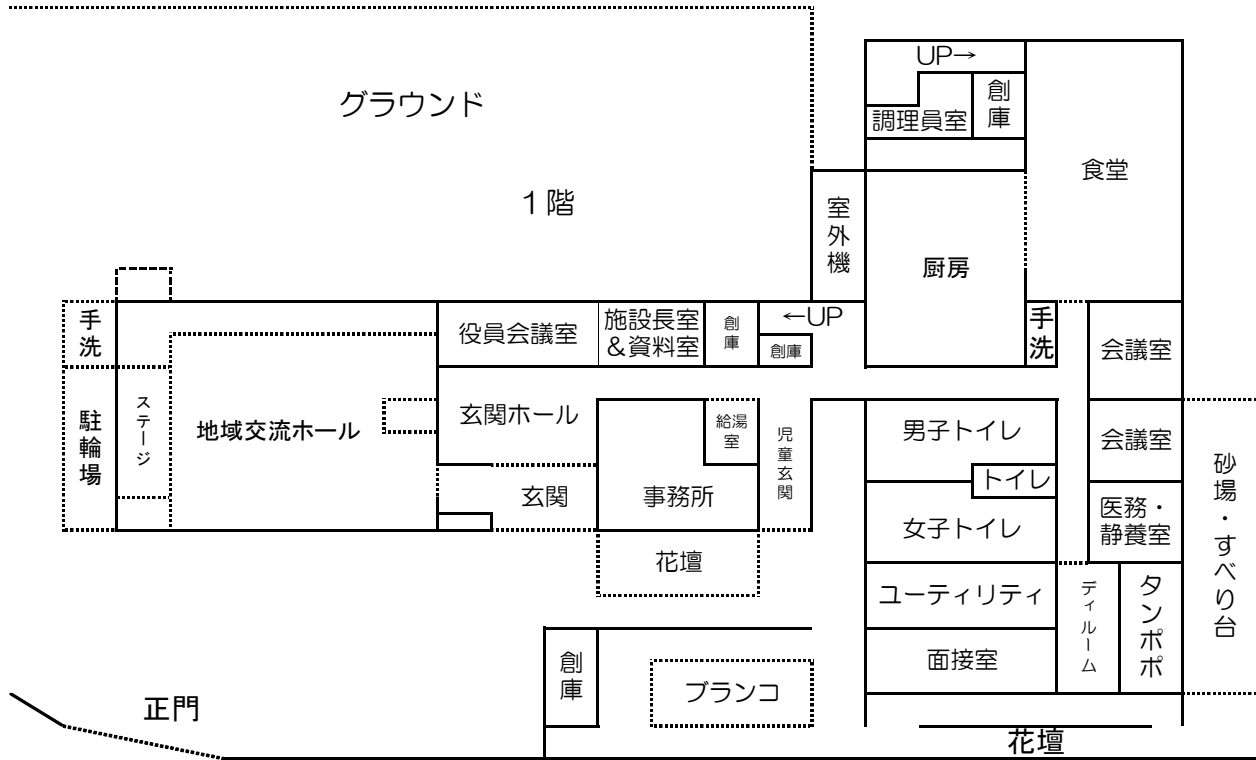 UP→
グラウンド
創庫
調理員室
食堂
1階
室外機
厨房
手洗
役員会議室
施設長室
&資料室
創庫
←UP
創庫
手洗
会議室
駐輪場
ステージ
地域交流ホール
玄関ホール
給湯室
児童玄関
男子トイレ
会議室
砂場・すべり台
トイレ
玄関
事務所
女子トイレ
医務・
静養室
花壇
ユーティリティ
ディルーム
タンポポ
創庫
面接室
ブランコ
正門
花壇